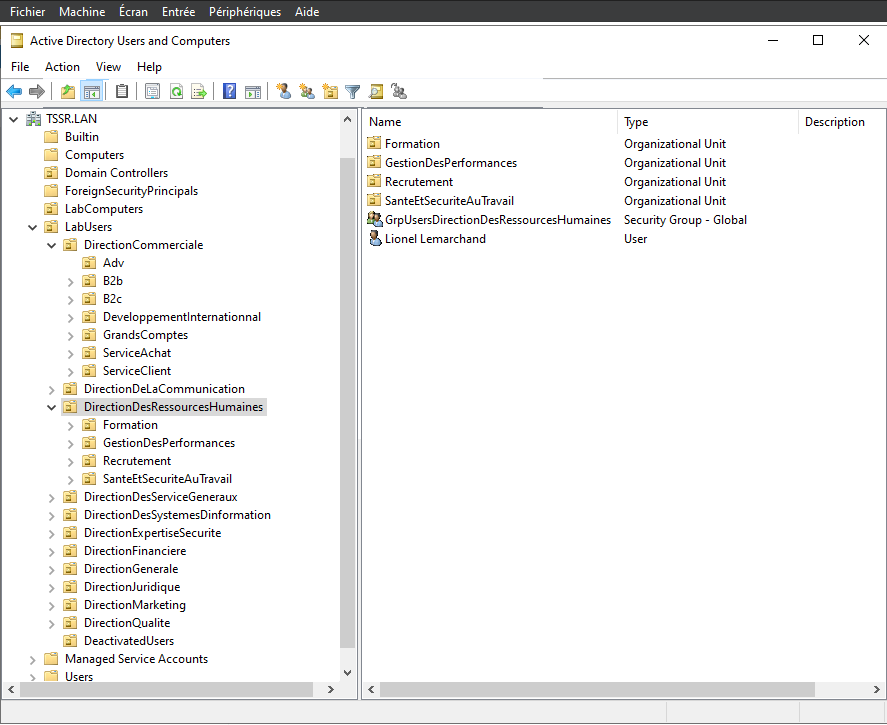 Fichier Machine Écran Entrée Périphériques Aide
Active Directory Users and Computers
File Action View Help
TSSR.LAN
Builtin
Computers
Domain Controllers
ForeignSecurityPrincipals
LabComputers
LabUsers
DirectionCommerciale
Adv
B2b
B2c
DeveloppementInternationnal
GrandsComptes
ServiceAchat
ServiceClient
DirectionDeLaCommunication
DirectionDesRessourcesHumaines
Formation
GestionDesPerformances
Recrutement
SanteEtSecuriteAuTravail
DirectionDesServiceGeneraux
DirectionDesSystemesDinformation
DirectionExpertiseSecurite
DirectionFinanciere
DirectionGenerale
DirectionJuridique
DirectionMarketing
DirectionQualite
DeactivatedUsers
Managed Service Accounts
Users
Name Type Description
Formation Organizational Unit
GestionDesPerformances Organizational Unit
Recrutement Organizational Unit
SanteEtSecuriteAuTravail Organizational Unit
GrpUsersDirectionDesRessourcesHumaines Security Group - Global
Lionel Lemarchand User